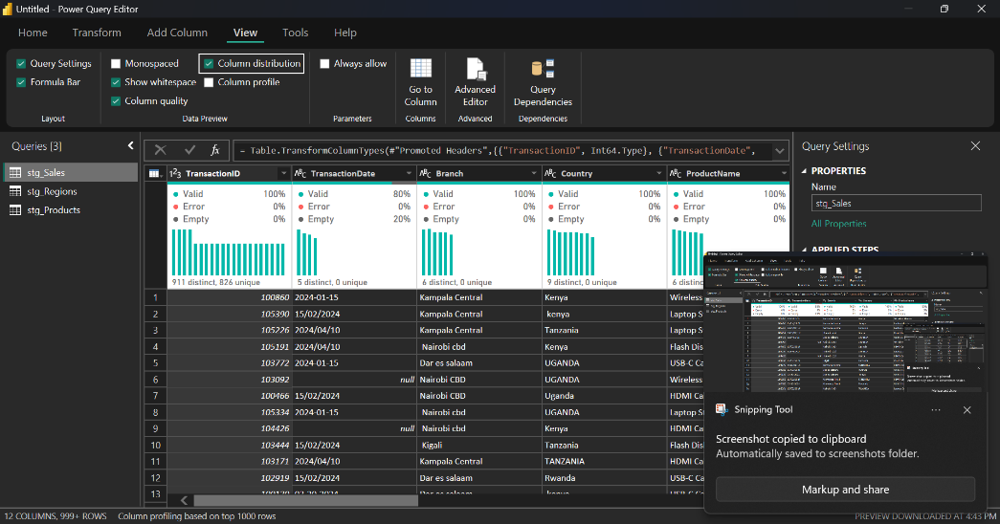 Untitled - Power Query Editor
Home Transform Add Column View Tools Help
Query Settings Monospaced Column distribution Always allow
Formula Bar Show whitespace Column profile
Column quality
Go to Column
Advanced Editor
Query Dependencies
Layout Data Preview Parameters Columns Advanced Dependencies
Queries [3]
stg_Sales
stg_Regions
stg_Products
fx = Table.TransformColumnTypes(#"Promoted Headers",{{"TransactionID", Int64.Type}, {"TransactionDate",
1²3 TransactionID ABC TransactionDate ABC Branch ABC Country ABC ProductName
Valid 100% Valid 80% Valid 100% Valid 100% Valid 100%
Error 0% Error 0% Error 0% Error 0% Error 0%
Empty 0% Empty 20% Empty 0% Empty 0% Empty 0%
911 distinct, 826 unique 5 distinct, 0 unique 6 distinct, 0 unique 9 distinct, 0 unique 6 distinc
1 100860 2024-01-15 Kampala Central Kenya Wireless
2 105390 15/02/2024 Kampala Central kenya Laptop S
3 105226 2024/04/10 Kampala Central Tanzania Laptop S
4 105191 2024/04/10 Nairobi cbd Kenya Flash Dis
5 103772 2024-01-15 Dar es salaam UGANDA USB-C Ca
6 103092 null Nairobi CBD UGANDA Wireless
7 100466 15/02/2024 Nairobi CBD Uganda HDMI Ca
8 105334 2024-01-15 Nairobi cbd UGANDA Laptop S
9 104426 null Nairobi cbd Kenya HDMI Ca
10 103444 15/02/2024 Kigali Tanzania Flash Dis
11 103171 2024/04/10 Kampala Central TANZANIA HDMI Ca
12 102919 15/02/2024 Dar es salaam Rwanda USB-C Ca
13
Query Settings
PROPERTIES
Name
stg_Sales
All Properties
APPLIED STEPS
Snipping Tool
Screenshot copied to clipboard
Automatically saved to screenshots folder.
Markup and share
12 COLUMNS, 999+ ROWS Column profiling based on top 1000 rows PREVIEW DOWNLOADED AT 4:43 PM